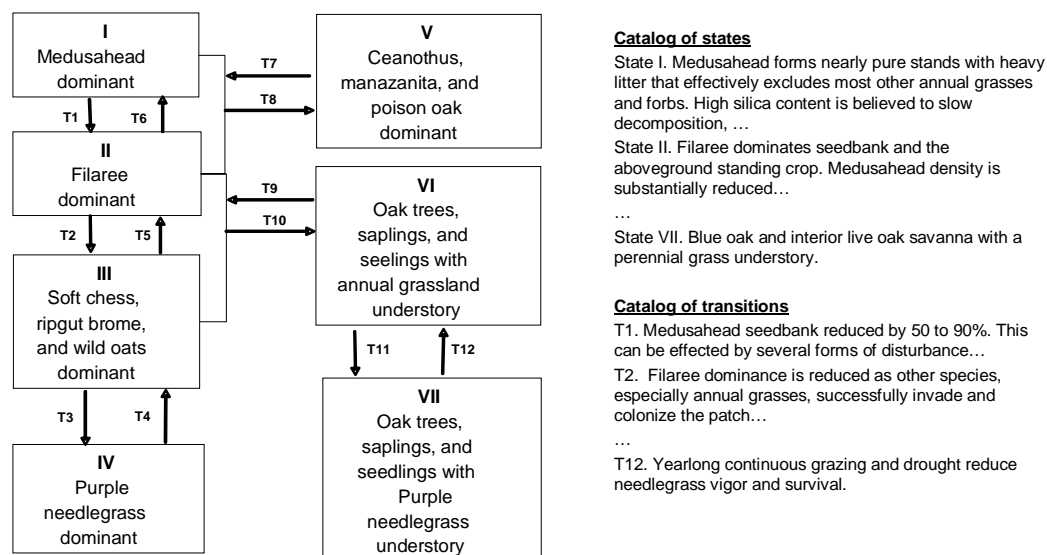 I
Medusahead
dominant
T1
T6
II
Filaree
dominant
T2
T5
III
Soft chess,
ripgut brome,
and wild oats
dominant
T3
T4
IV
Purple
needlegrass
dominant
V
Ceanothus,
manazanita, and
poison oak
dominant
T7
T8
VI
Oak trees,
saplings, and
seelings with
annual grassland
understory
T9
T10
T11
T12
VII
Oak trees,
saplings, and
seedlings with
Purple
needlegrass
understory
Catalog of states
State I. Medusahead forms nearly pure stands with heavy
litter that effectively excludes most other annual grasses
and forbs. High silica content is believed to slow
decomposition, …
State II. Filaree dominates seedbank and the
aboveground standing crop. Medusahead density is
substantially reduced…
…
State VII. Blue oak and interior live oak savanna with a
perennial grass understory.
Catalog of transitions
T1. Medusahead seedbank reduced by 50 to 90%. This
can be effected by several forms of disturbance…
T2. Filaree dominance is reduced as other species,
especially annual grasses, successfully invade and
colonize the patch…
…
T12. Yearlong continuous grazing and drought reduce
needlegrass vigor and survival.